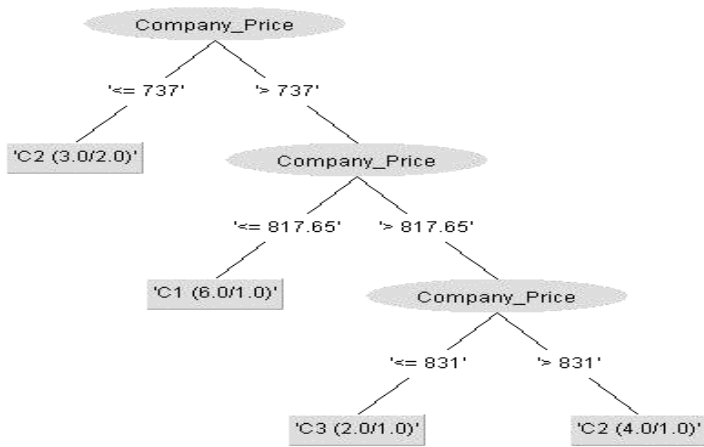 Company_Price
'<= 737'
'> 737'
'C2 (3.0/2.0)'
Company_Price
'<= 817.65'
'> 817.65'
'C1 (6.0/1.0)'
Company_Price
'<= 831'
'> 831'
'C3 (2.0/1.0)'
'C2 (4.0/1.0)'